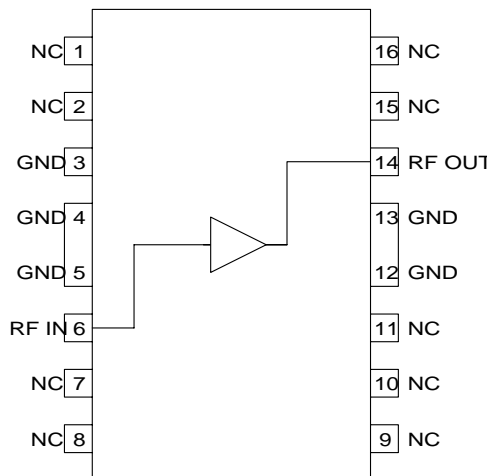 NC 1 16 NC
NC 2 15 NC
GND 3 14 RF OUT
GND 4 13 GND
GND 5 12 GND
RF IN 6 11 NC
NC 7 10 NC
NC 8 9 NC